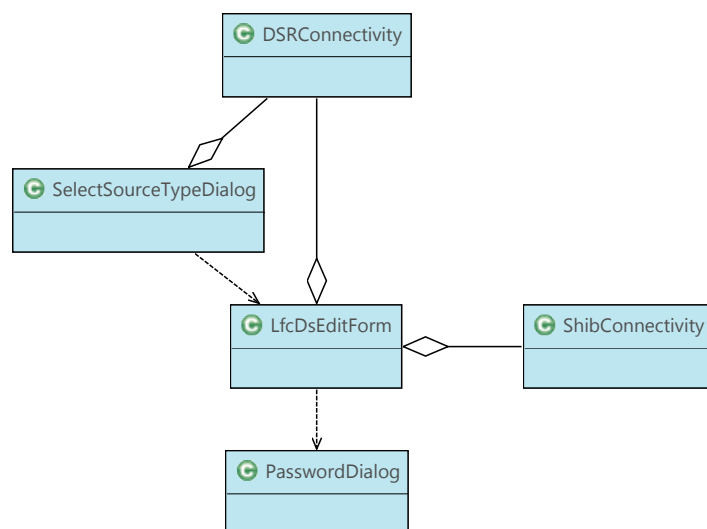 C DSRConnectivity
C SelectSourceTypeDialog
C LfcDsEditForm
C ShibConnectivity
C PasswordDialog